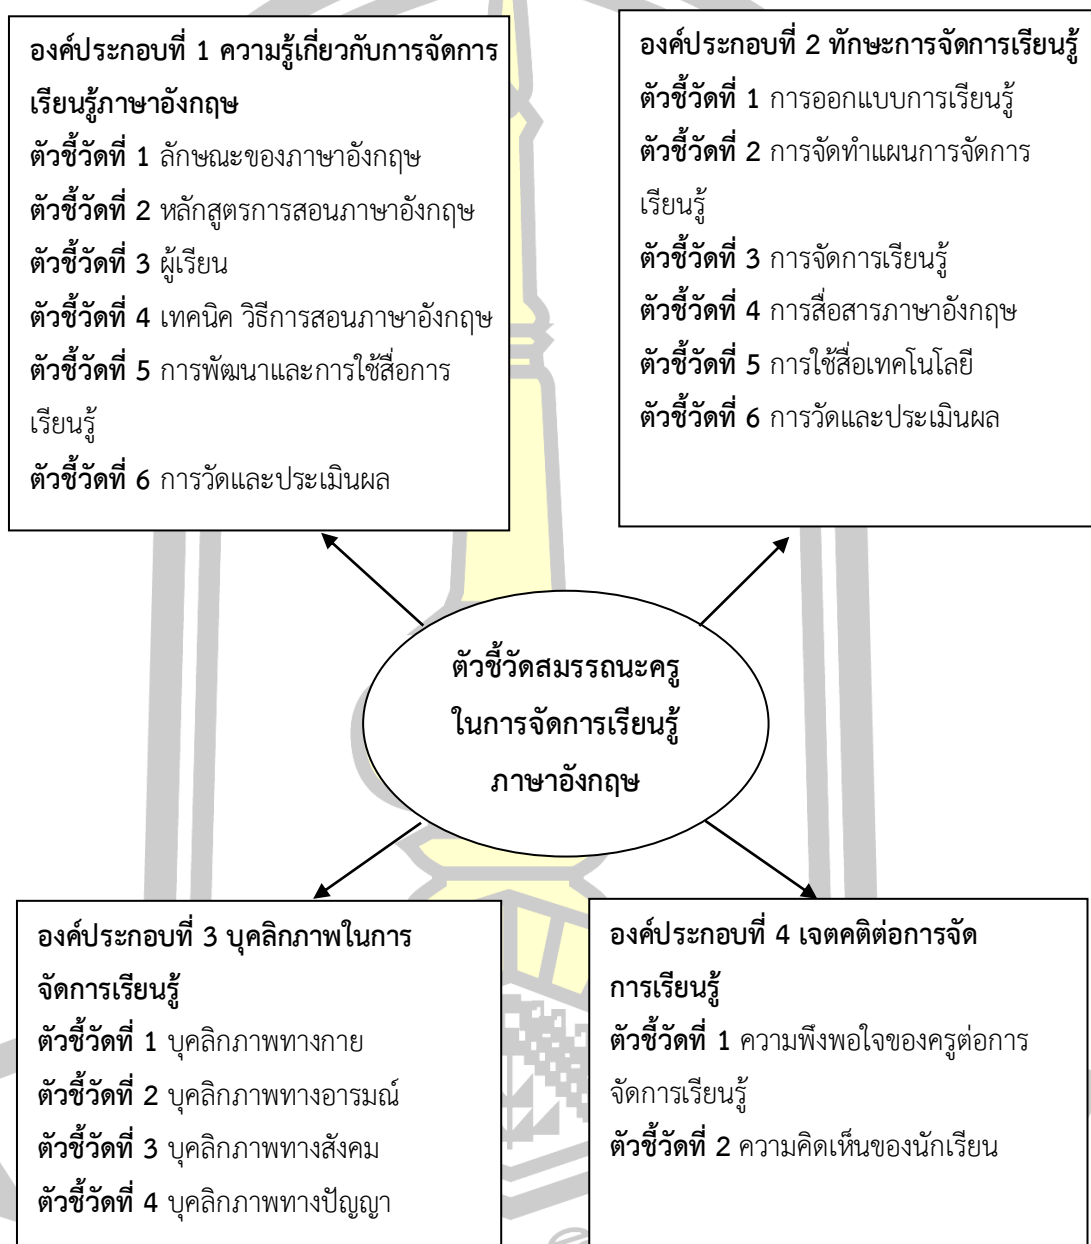 องค์ประกอบที่ 1 ความรู้เกี่ยวกับการจัดการ
เรียนรู้ภาษาอังกฤษ
ตัวชี้วัดที่ 1 ลักษณะของภาษาอังกฤษ
ตัวชี้วัดที่ 2 หลักสูตรการสอนภาษาอังกฤษ
ตัวชี้วัดที่ 3 ผู้เรียน
ตัวชี้วัดที่ 4 เทคนิค วิธีการสอนภาษาอังกฤษ
ตัวชี้วัดที่ 5 การพัฒนาและการใช้สื่อการ
เรียนรู้
ตัวชี้วัดที่ 6 การวัดและประเมินผล
องค์ประกอบที่ 2 ทักษะการจัดการเรียนรู้
ตัวชี้วัดที่ 1 การออกแบบการเรียนรู้
ตัวชี้วัดที่ 2 การจัดทำแผนการจัดการ
เรียนรู้
ตัวชี้วัดที่ 3 การจัดการเรียนรู้
ตัวชี้วัดที่ 4 การสื่อสารภาษาอังกฤษ
ตัวชี้วัดที่ 5 การใช้สื่อเทคโนโลยี
ตัวชี้วัดที่ 6 การวัดและประเมินผล
ตัวชี้วัดสมรรถนะครู
ในการจัดการเรียนรู้
ภาษาอังกฤษ
องค์ประกอบที่ 3 บุคลิกภาพในการ
จัดการเรียนรู้
ตัวชี้วัดที่ 1 บุคลิกภาพทางกาย
ตัวชี้วัดที่ 2 บุคลิกภาพทางอารมณ์
ตัวชี้วัดที่ 3 บุคลิกภาพทางสังคม
ตัวชี้วัดที่ 4 บุคลิกภาพทางปัญญา
องค์ประกอบที่ 4 เจตคติต่อการจัด
การเรียนรู้
ตัวชี้วัดที่ 1 ความพึงพอใจของครูต่อการ
จัดการเรียนรู้
ตัวชี้วัดที่ 2 ความคิดเห็นของนักเรียน